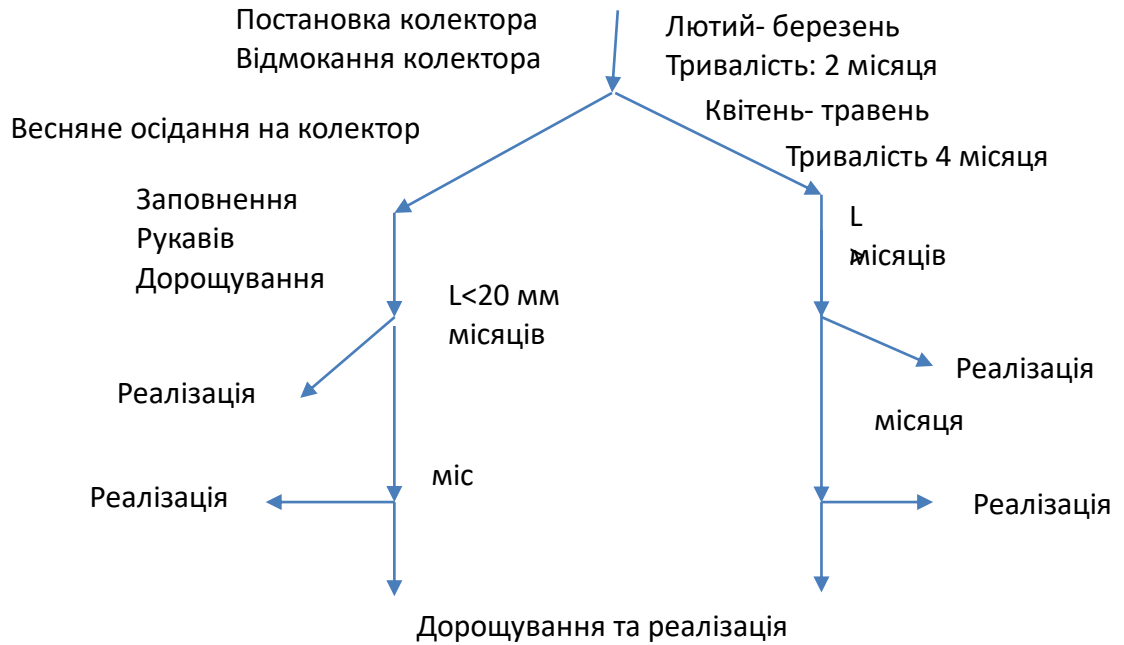 Постановка колектора
Відмокання колектора
Лютий- березень
Тривалість: 2 місяця
Квітень- травень
Весняне осідання на колектор
Тривалість 4 місяця
Заповнення
Рукавів
Дорощування
L
місяців
L<20 мм
місяців
Реалізація
Реалізація
місяця
міс
Реалізація
Реалізація
Дорощування та реалізація